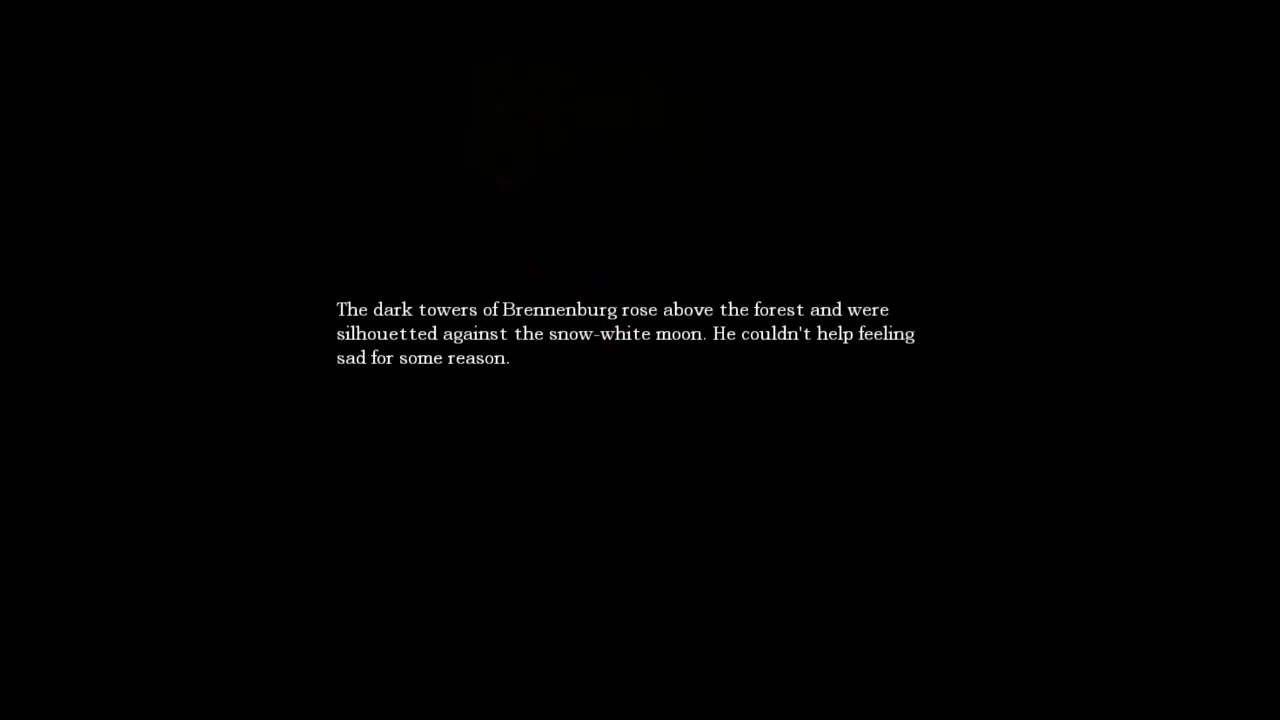 The dark towers of Brennenburg rose above the forest and were
silhouetted against the snow-white moon. He couldn't help feeling
sad for some reason.